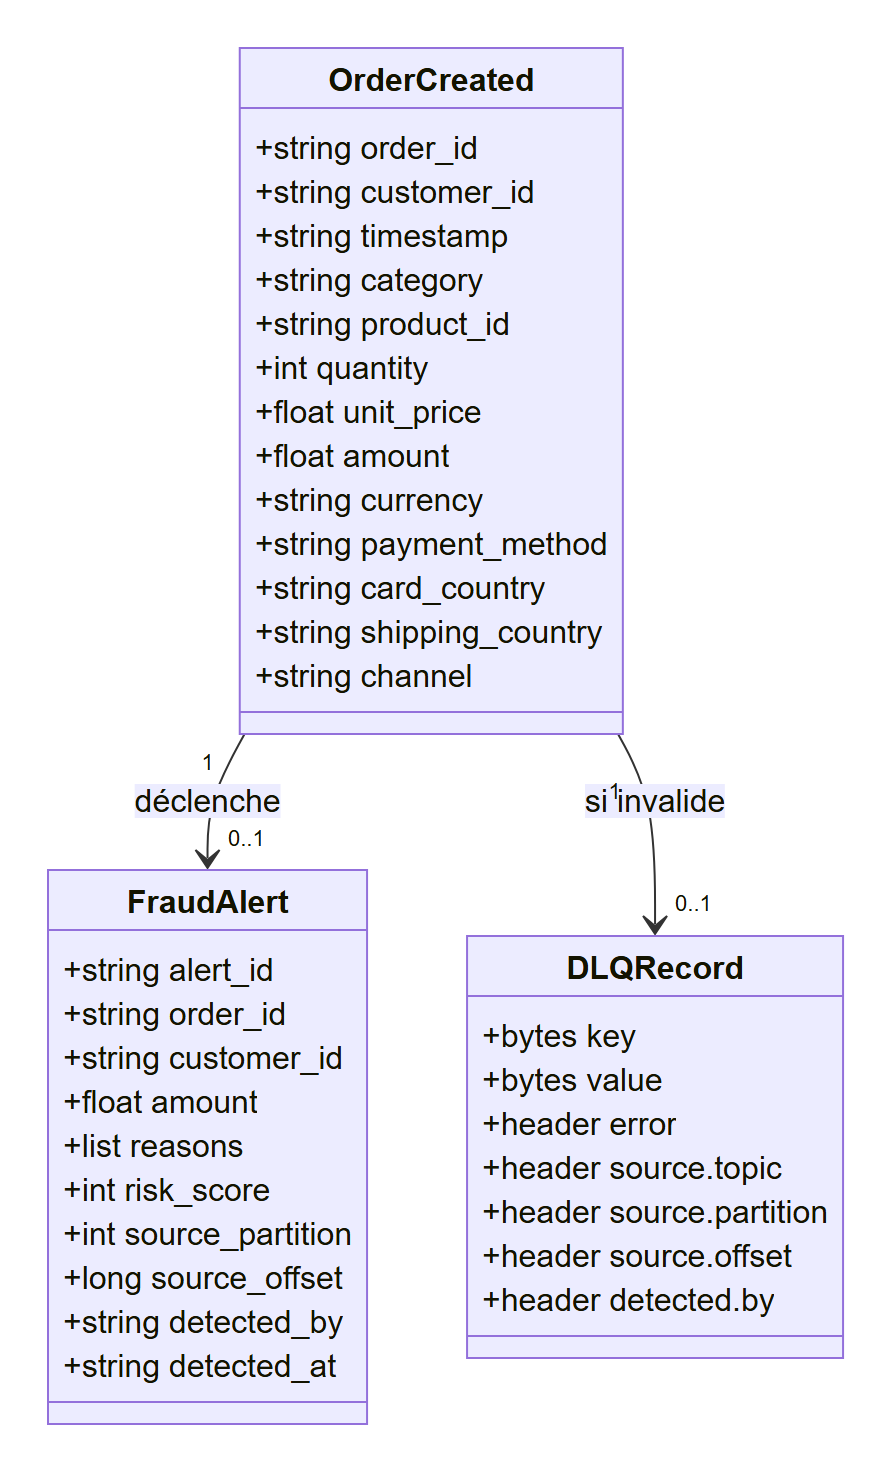 OrderCreated
+string order_id
+string customer_id
+string timestamp
+string category
+string product_id
+int quantity
+float unit_price
+float amount
+string currency
+string payment_method
+string card_country
+string shipping_country
+string channel
1
déclenche
0..1
1
si invalide
0..1
FraudAlert
+string alert_id
+string order_id
+string customer_id
+float amount
+list reasons
+int risk_score
+int source_partition
+long source_offset
+string detected_by
+string detected_at
DLQRecord
+bytes key
+bytes value
+header error
+header source.topic
+header source.partition
+header source.offset
+header detected.by